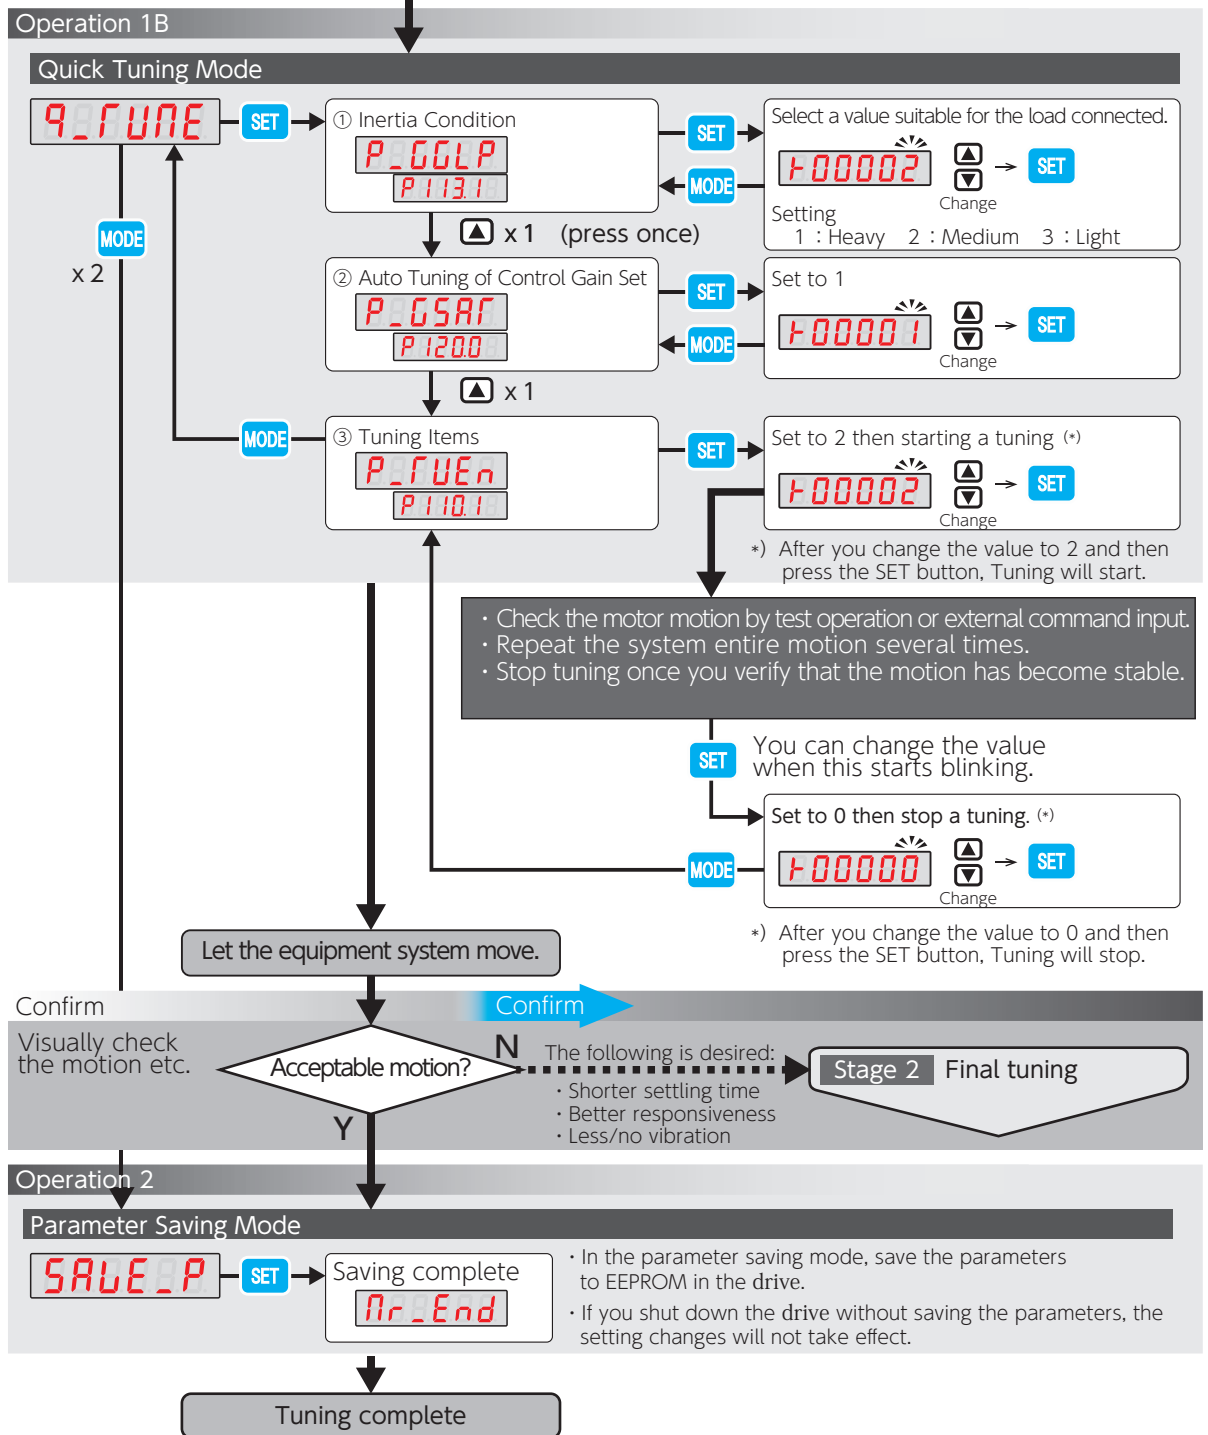 Operation 1B
Quick Tuning Mode
q_TUNE
SET
① Inertia Condition
P_GGLP
P113.1
SET
MODE
Select a value suitable for the load connected.
r00002
Change
SET
Setting
1 : Heavy 2 : Medium 3 : Light
MODE
x 2
x 1 (press once)
② Auto Tuning of Control Gain Set
P_GSAT
P120.0
SET
MODE
Set to 1
r00001
Change
SET
x 1
MODE
③ Tuning Items
P_TUEn
P110.1
SET
Set to 2 then starting a tuning (*)
r00002
Change
SET
*) After you change the value to 2 and then
press the SET button, Tuning will start.
・Check the motor motion by test operation or external command input.
・Repeat the system entire motion several times.
・Stop tuning once you verify that the motion has become stable.
SET
You can change the value
when this starts blinking.
Set to 0 then stop a tuning. (*)
MODE
r00000
Change
SET
*) After you change the value to 0 and then
press the SET button, Tuning will stop.
Let the equipment system move.
Confirm
Confirm
Visually check
the motion etc.
Acceptable motion?
N
The following is desired:
・Shorter settling time
・Better responsiveness
・Less/no vibration
Stage 2 Final tuning
Y
Operation 2
Parameter Saving Mode
SAVE_P
SET
Saving complete
Nr_End
・In the parameter saving mode, save the parameters
to EEPROM in the drive.
・If you shut down the drive without saving the parameters, the
setting changes will not take effect.
Tuning complete